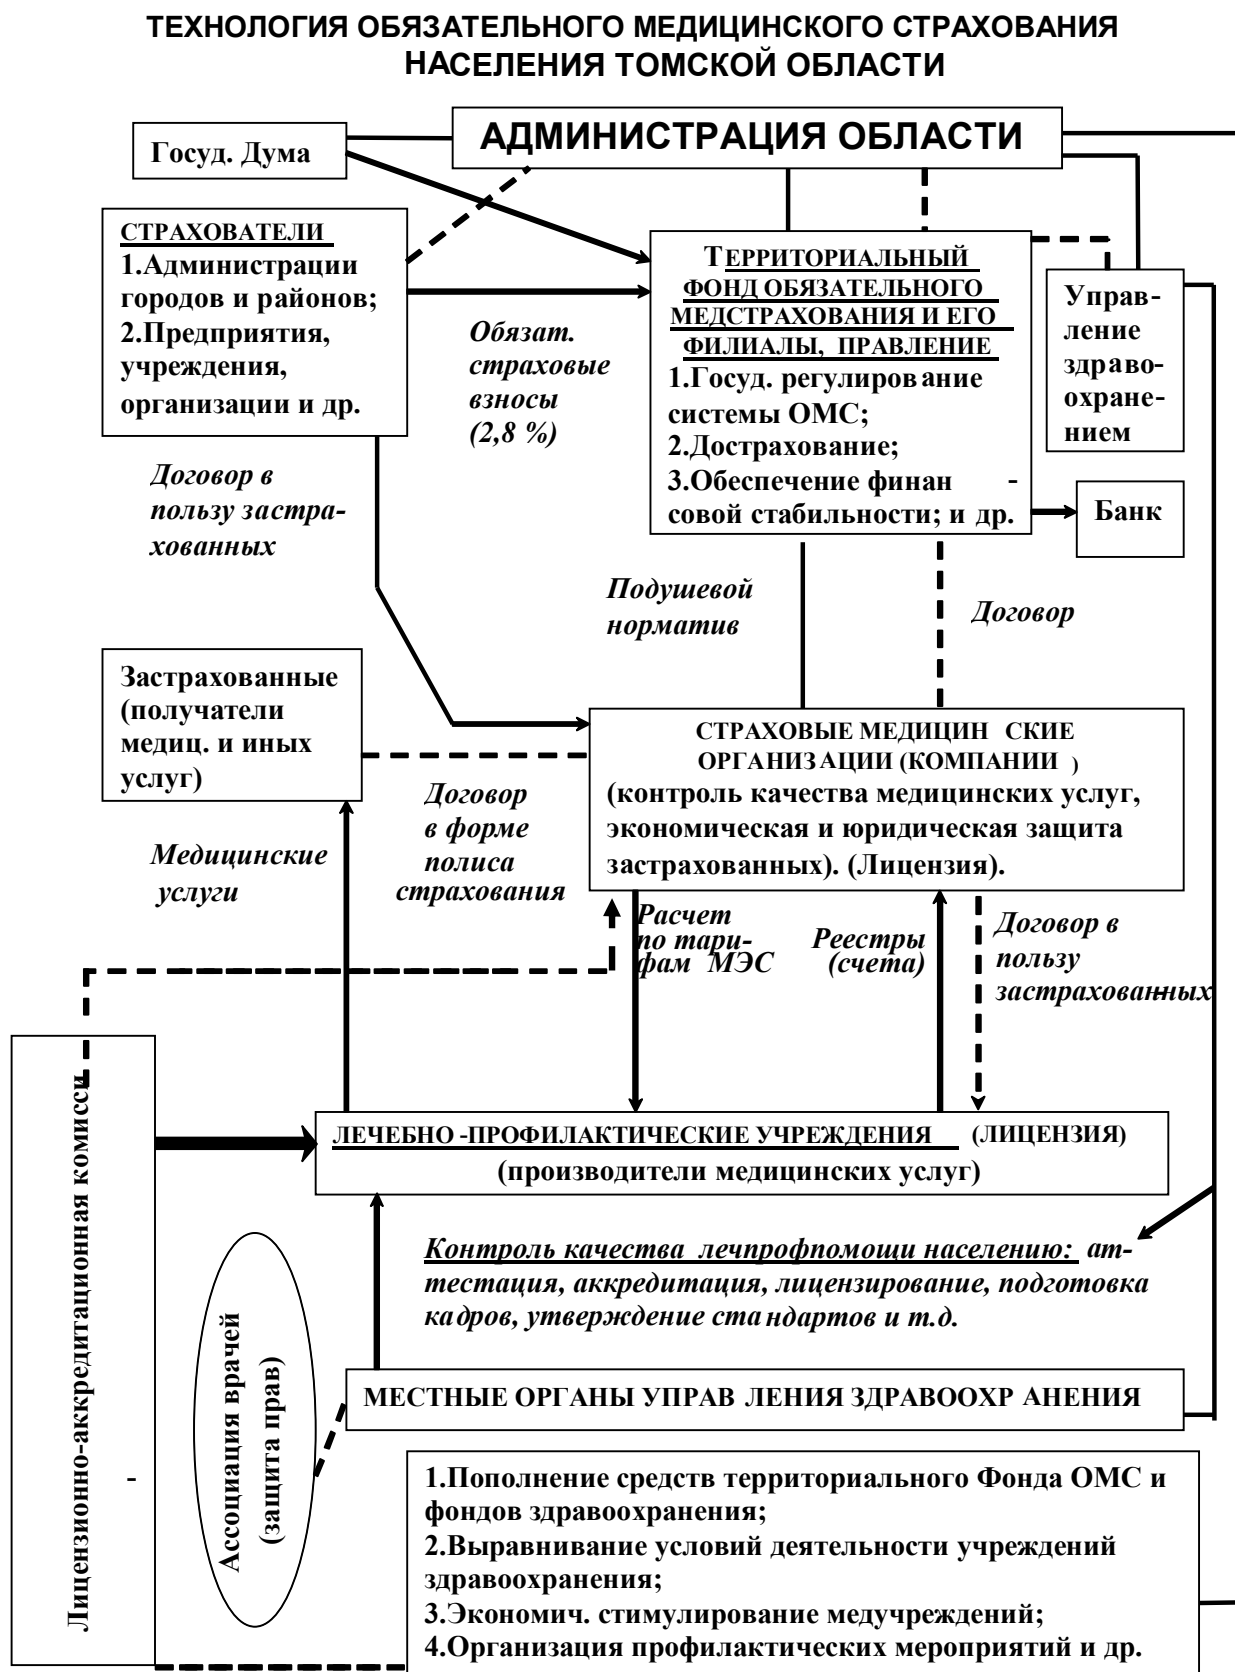 ТЕХНОЛОГИЯ ОБЯЗАТЕЛЬНОГО МЕДИЦИНСКОГО СТРАХОВАНИЯ
НАСЕЛЕНИЯ ТОМСКОЙ ОБЛАСТИ
АДМИНИСТРАЦИЯ ОБЛАСТИ
Госуд. Дума
СТРАХОВАТЕЛИ
1.Администрации
городов и районов;
2.Предприятия,
учреждения,
организации и др.
Обязат.
страховые
взносы
(2,8 %)
ТЕРРИТОРИАЛЬНЫЙ
ФОНД ОБЯЗАТЕЛЬНОГО
МЕДСТРАХОВАНИЯ И ЕГО
ФИЛИАЛЫ, ПРАВЛЕНИЕ
1.Госуд. регулирование
системы ОМС;
2.Дострахование;
3.Обеспечение финан -
совой стабильности; и др.
Управ-
ление
здраво-
охране-
нием
Банк
Договор в
пользу застра-
хованных
Подушевой
норматив
Договор
Застрахованные
(получатели
медиц. и иных
услуг)
СТРАХОВЫЕ МЕДИЦИН СКИЕ
ОРГАНИЗАЦИИ (КОМПАНИИ )
(контроль качества медицинских услуг,
экономическая и юридическая защита
застрахованных). (Лицензия).
Договор
в форме
полиса
страхования
Медицинские
услуги
Расчет
по тари-
фам МЭС
Реестры
(счета)
Договор в
пользу
застрахованных
Лицензионно-аккредитационная комисси
-
ЛЕЧЕБНО -ПРОФИЛАКТИЧЕСКИЕ УЧРЕЖДЕНИЯ (ЛИЦЕНЗИЯ)
(производители медицинских услуг)
Контроль качества лечпрофпомощи населению: ат-
тестация, аккредитация, лицензирование, подготовка
кадров, утверждение ста ндартов и т.д.
Ассоциация врачей
(защита прав)
МЕСТНЫЕ ОРГАНЫ УПРАВ ЛЕНИЯ ЗДРАВООХР АНЕНИЯ
1.Пополнение средств территориального Фонда ОМС и
фондов здравоохранения;
2.Выравнивание условий деятельности учреждений
здравоохранения;
3.Экономич. стимулирование медучреждений;
4.Организация профилактических мероприятий и др.